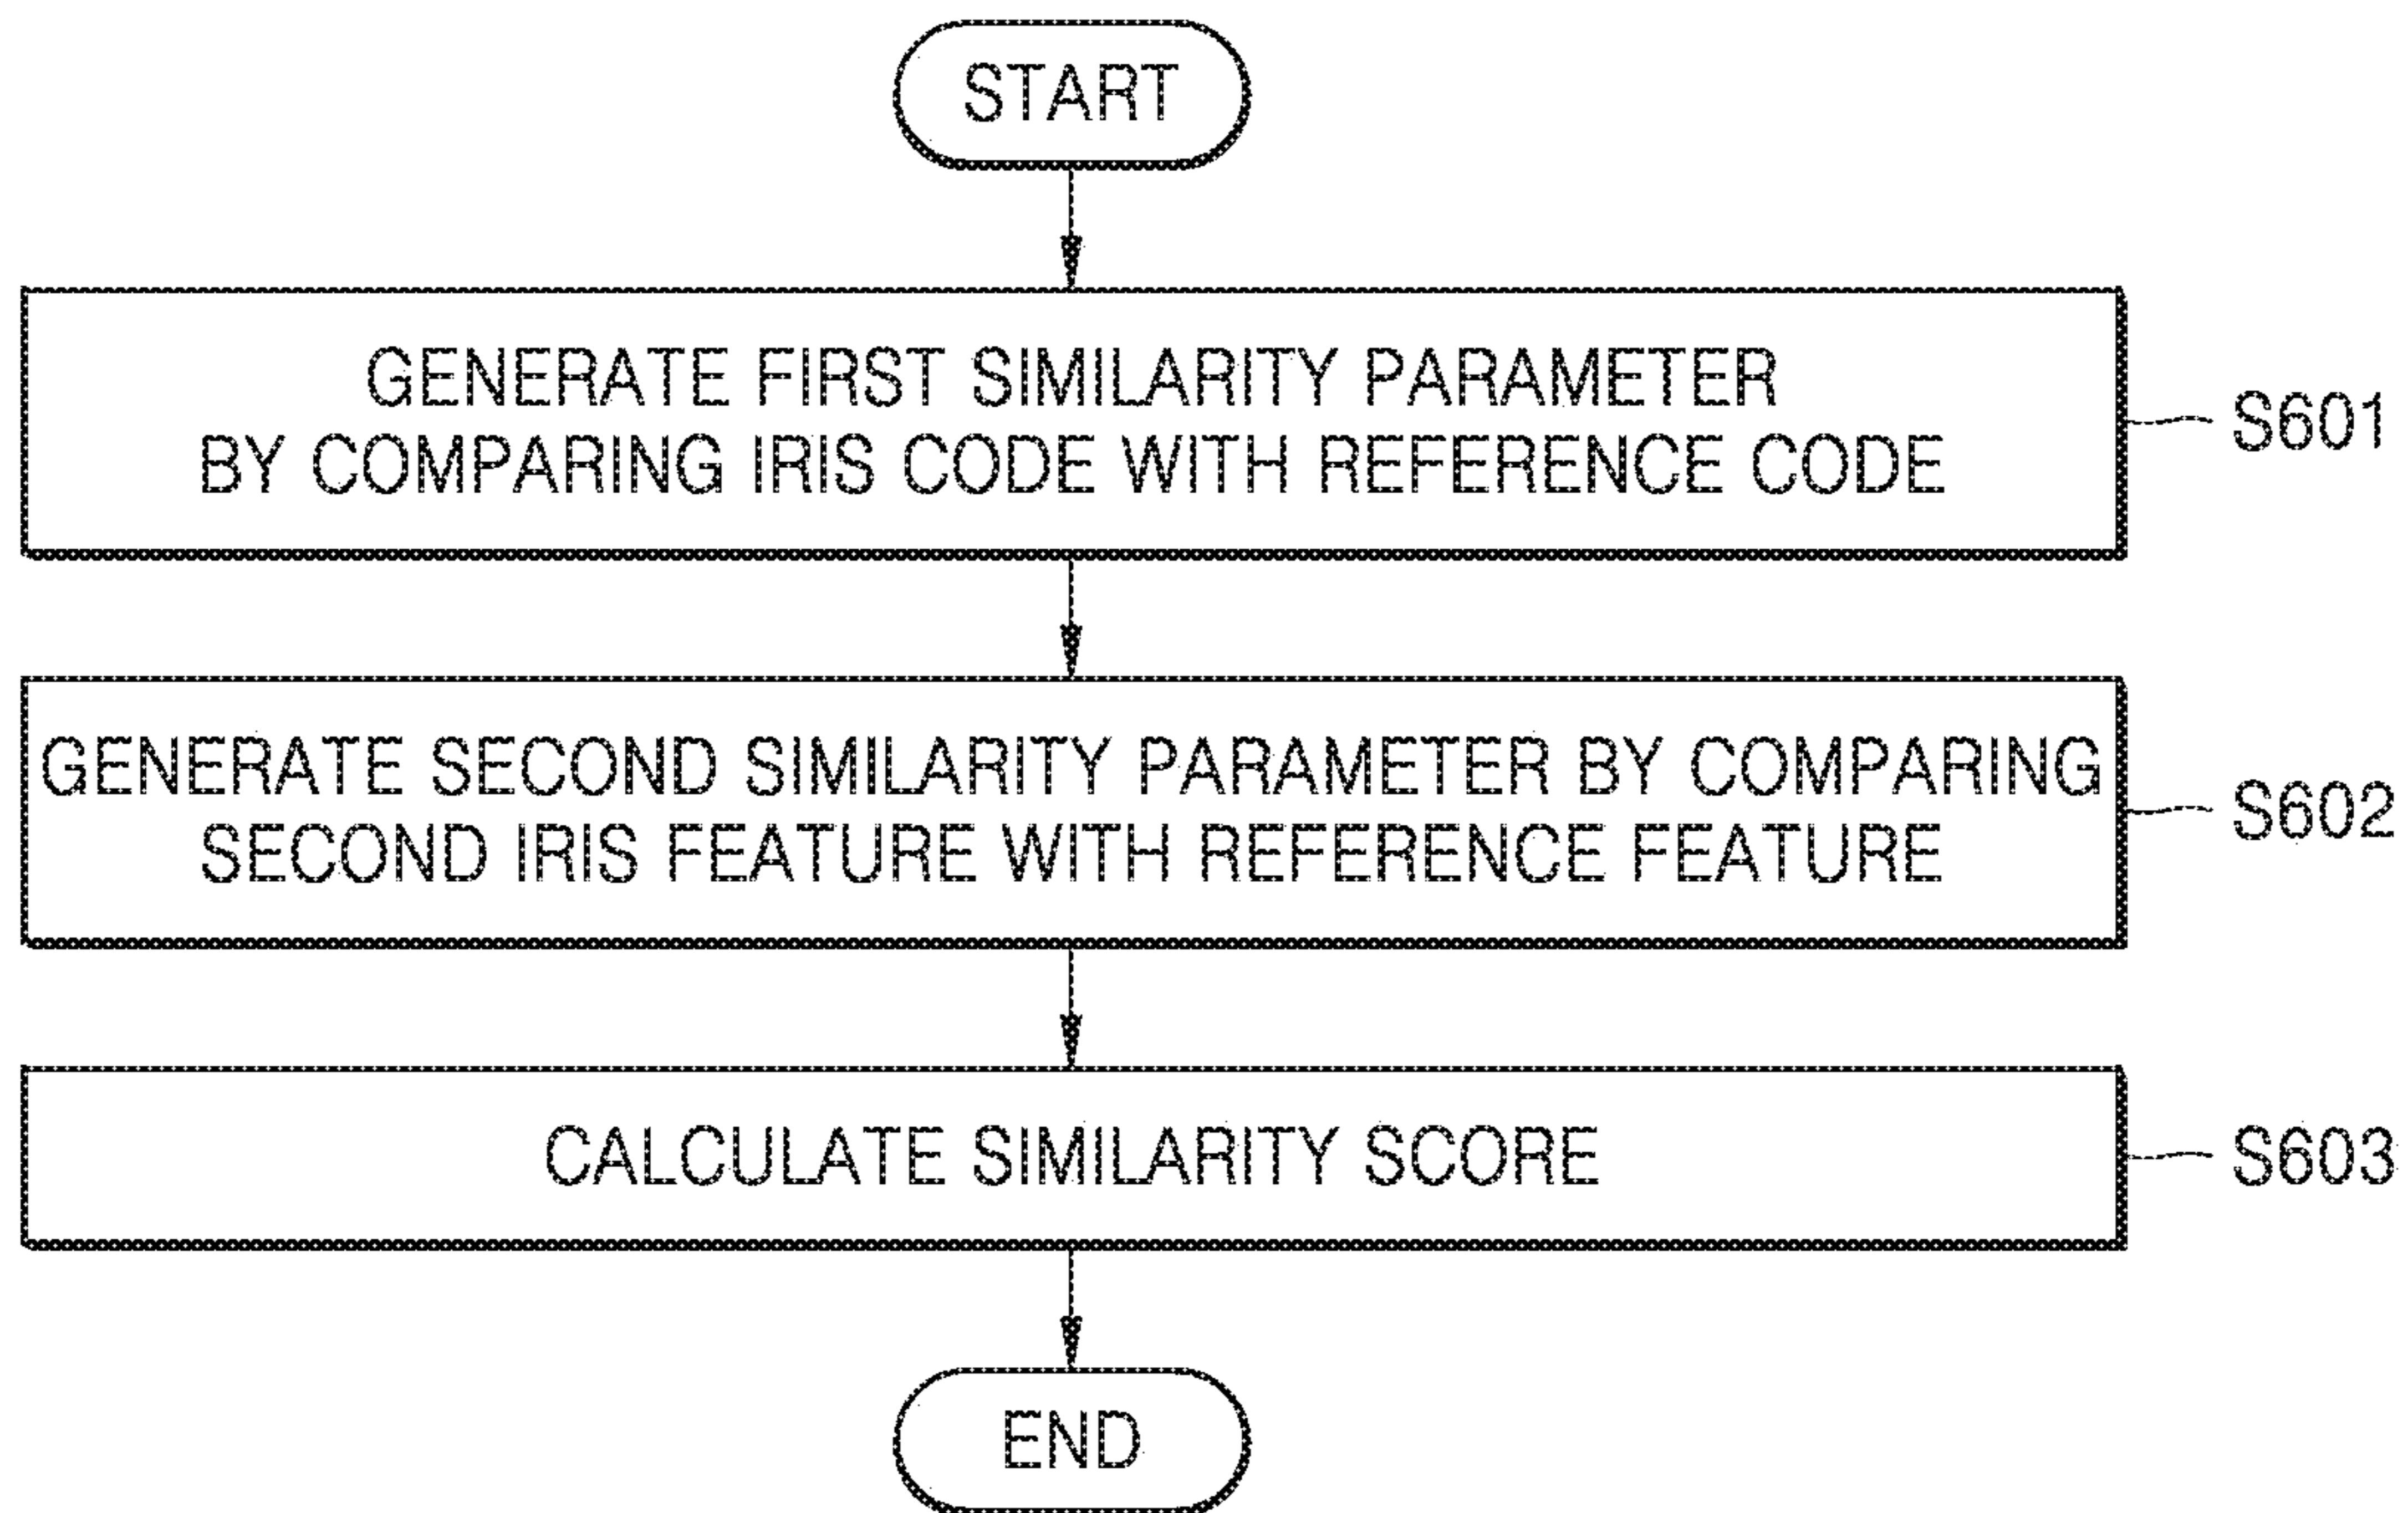 START
GENERATE FIRST SIMILARITY PARAMETER
BY COMPARING IRIS CODE WITH REFERENCE CODE
S601
GENERATE SECOND SIMILARITY PARAMETER BY COMPARING
SECOND IRIS FEATURE WITH REFERENCE FEATURE
S602
CALCULATE SIMILARITY SCORE
S603
END